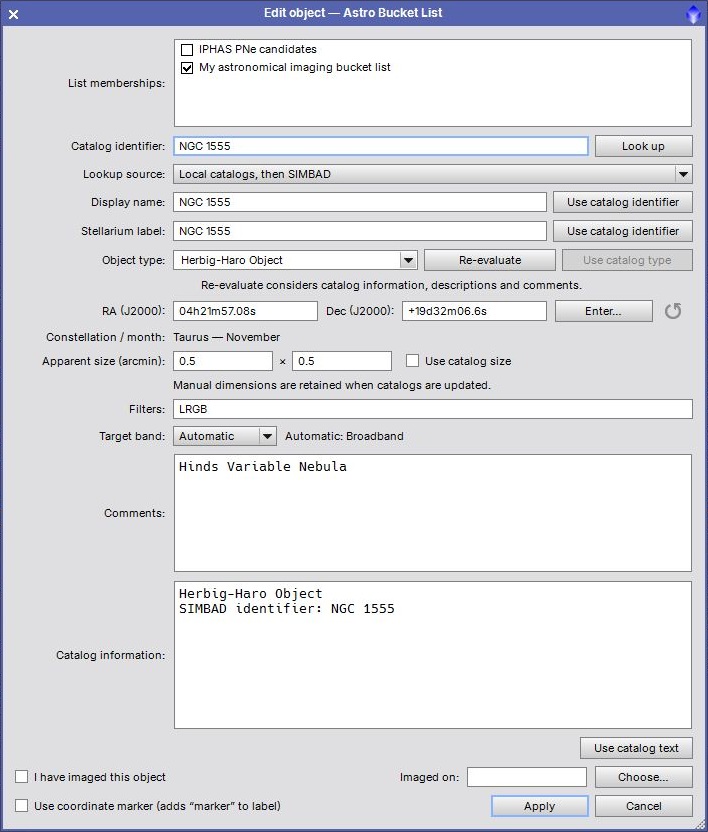 Edit object — Astro Bucket List
List memberships:
IPHAS PNe candidates
My astronomical imaging bucket list
Catalog identifier: NGC 1555 Look up
Lookup source: Local catalogs, then SIMBAD
Display name: NGC 1555 Use catalog identifier
Stellarium label: NGC 1555 Use catalog identifier
Object type: Herbig-Haro Object Re-evaluate Use catalog type
Re-evaluate considers catalog information, descriptions and comments.
RA (J2000): 04h21m57.08s Dec (J2000): +19d32m06.6s Enter...
Constellation / month: Taurus — November
Apparent size (arcmin): 0.5 × 0.5 Use catalog size
Manual dimensions are retained when catalogs are updated.
Filters: LRGB
Target band: Automatic Automatic: Broadband
Comments:
Hinds Variable Nebula
Catalog information:
Herbig-Haro Object
SIMBAD identifier: NGC 1555
Use catalog text
I have imaged this object Imaged on: Choose...
Use coordinate marker (adds “marker” to label) Apply Cancel